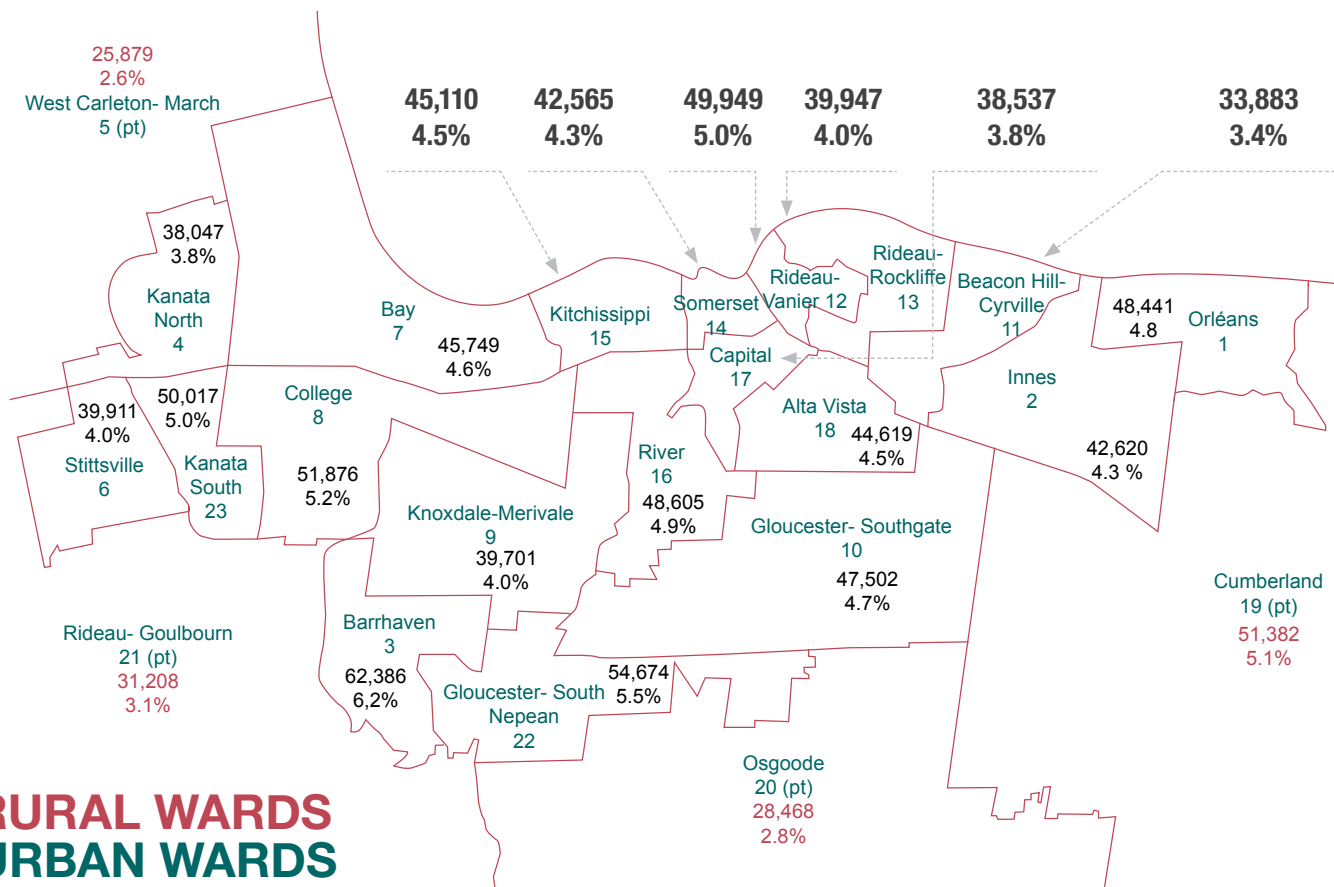 25,879
2.6%
West Carleton- March
5 (pt)
45,110
4.5%
42,565
4.3%
49,949
5.0%
39,947
4.0%
38,537
3.8%
33,883
3.4%
38,047
3.8%
Kanata
North
4
Bay
7
45,749
4.6%
Kitchissippi
15
Somerset
14
Rideau-
Vanier 12
Rideau-
Rockliffe
13
Beacon Hill-
Cyrville
11
48,441
4.8
Orléans
1
Capital
17
Innes
2
42,620
4.3 %
39,911
4.0%
Stittsville
6
50,017
5.0%
Kanata
South
23
College
8
51,876
5.2%
Alta Vista
18
44,619
4.5%
River
16
48,605
4.9%
Knoxdale-Merivale
9
39,701
4.0%
Gloucester- Southgate
10
47,502
4.7%
Cumberland
19 (pt)
51,382
5.1%
Rideau- Goulbourn
21 (pt)
31,208
3.1%
Barrhaven
3
62,386
6,2%
Gloucester- South
Nepean
22
54,674
5.5%
Osgoode
20 (pt)
28,468
2.8%
RURAL WARDS
URBAN WARDS